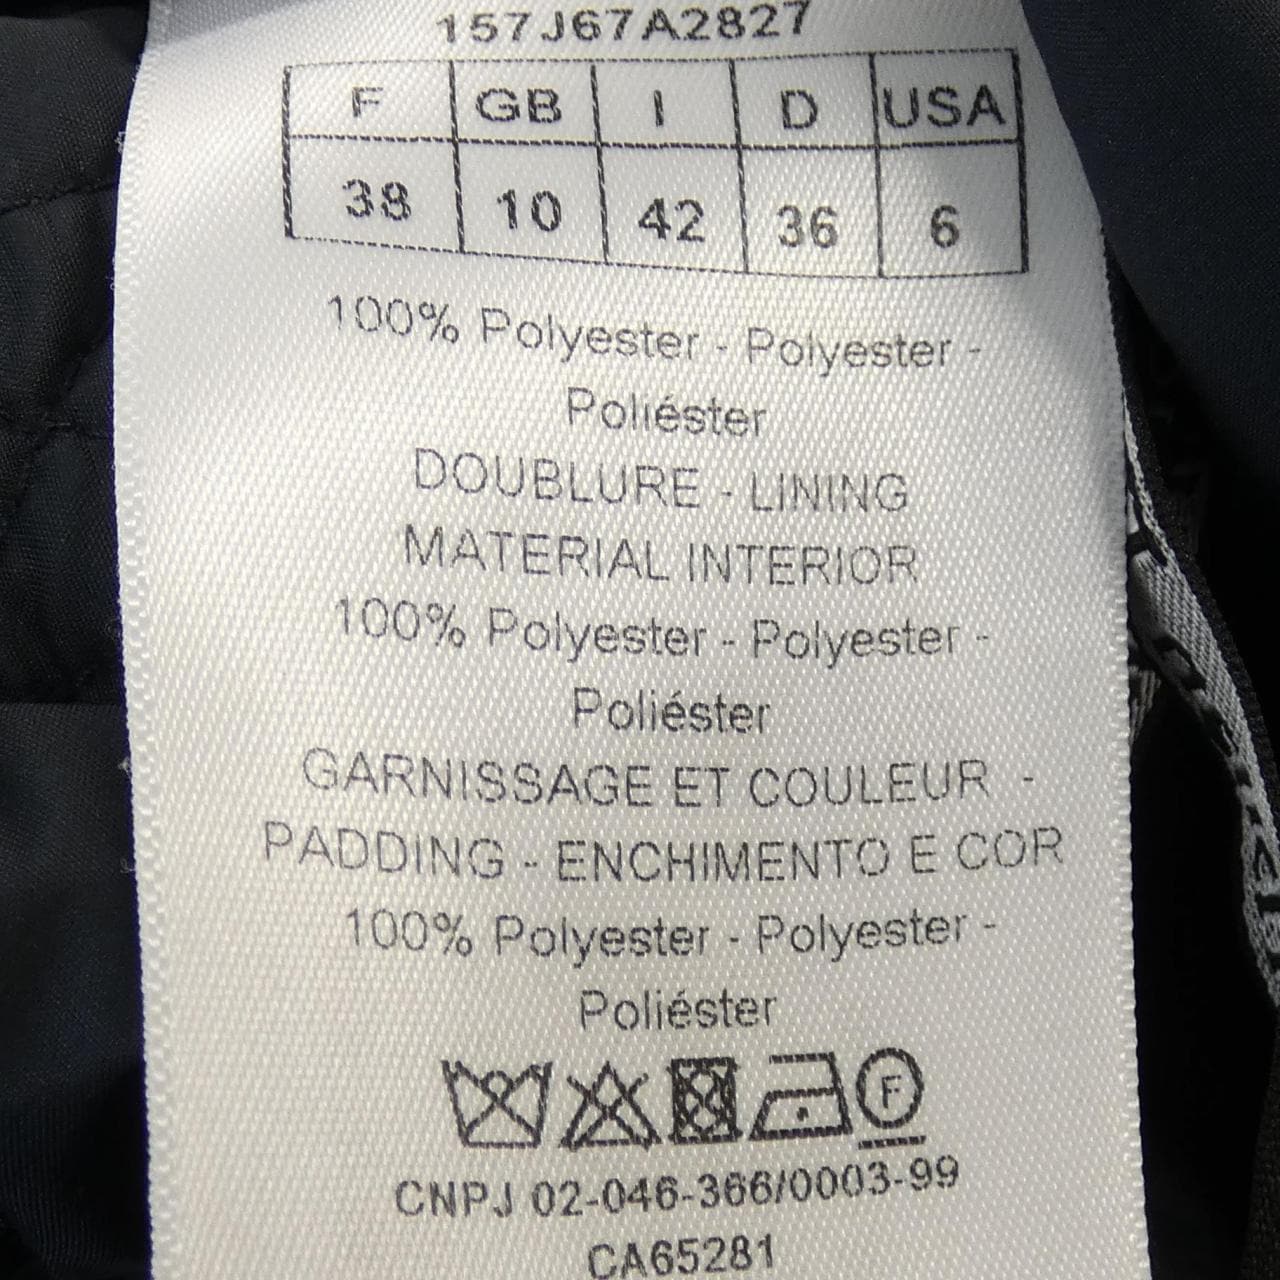 157J67A2827
F GB I D USA
38 10 42 36 6
100% Polyester - Polyester -
Poliéster
DOUBLURE - LINING
MATERIAL INTERIOR
100% Polyester - Polyester -
Poliéster
GARNISSAGE ET COULEUR -
PADDING - ENCHIMENTO E COR
100% Polyester - Polyester -
Poliéster
F
CNPJ 02-046-366/0003-99
CA65281